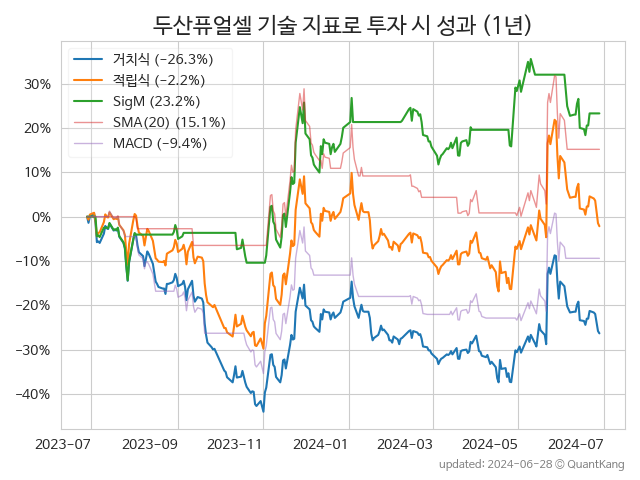 두산퓨얼셀 기술 지표로 투자 시 성과 (1년)
거치식 (−26.3%)
적립식 (−2.2%)
SigM (23.2%)
SMA(20) (15.1%)
MACD (−9.4%)
30%
20%
10%
0%
−10%
−20%
−30%
−40%
2023-07 2023-09 2023-11 2024-01 2024-03 2024-05 2024-07
updated: 2024-06-28 © QuantKang